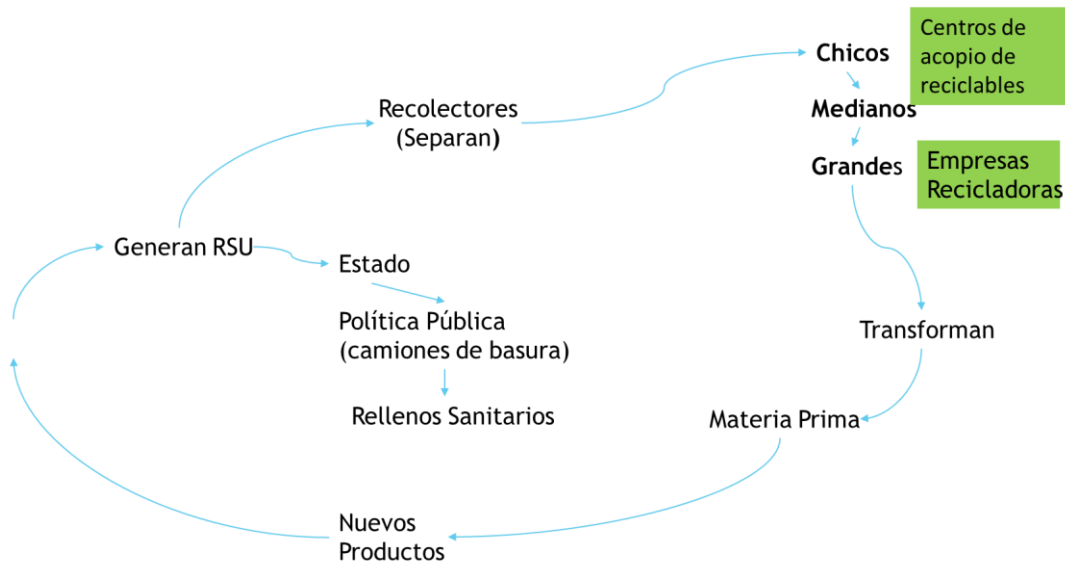 Centros de
acopio de
reciclables
Chicos
Recolectores
(Separan)
Medianos
Grandes
Empresas
Recicladoras
Generan RSU
Estado
Política Pública
(camiones de basura)
Transforman
Rellenos Sanitarios
Materia Prima
Nuevos
Productos